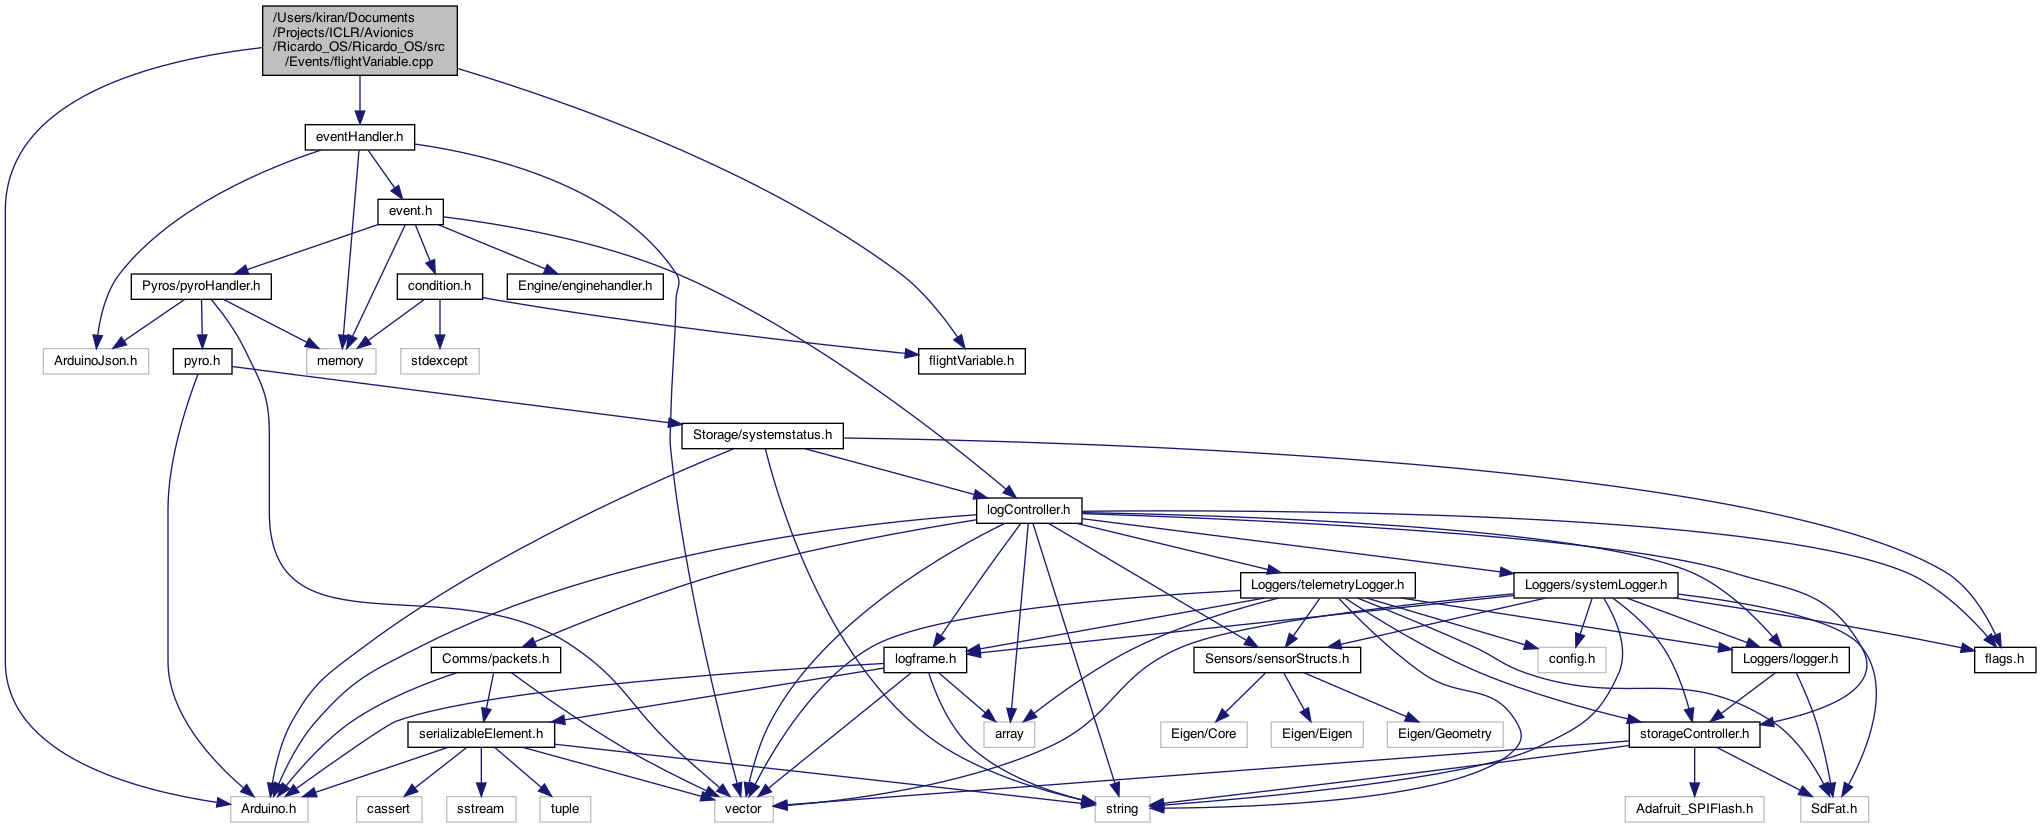 /Users/kiran/Documents
/Projects/ICLR/Avionics
/Ricardo_OS/Ricardo_OS/src
/Events/flightVariable.cpp
eventHandler.h
event.h
Pyros/pyroHandler.h
condition.h
Engine/enginehandler.h
ArduinoJson.h
pyro.h
memory
stdexcept
flightVariable.h
Storage/systemstatus.h
logController.h
Loggers/telemetryLogger.h
Loggers/systemLogger.h
Comms/packets.h
logframe.h
Sensors/sensorStructs.h
config.h
Loggers/logger.h
flags.h
serializableElement.h
array
Eigen/Core
Eigen/Eigen
Eigen/Geometry
storageController.h
Arduino.h
cassert
sstream
tuple
vector
string
Adafruit_SPIFlash.h
SdFat.h